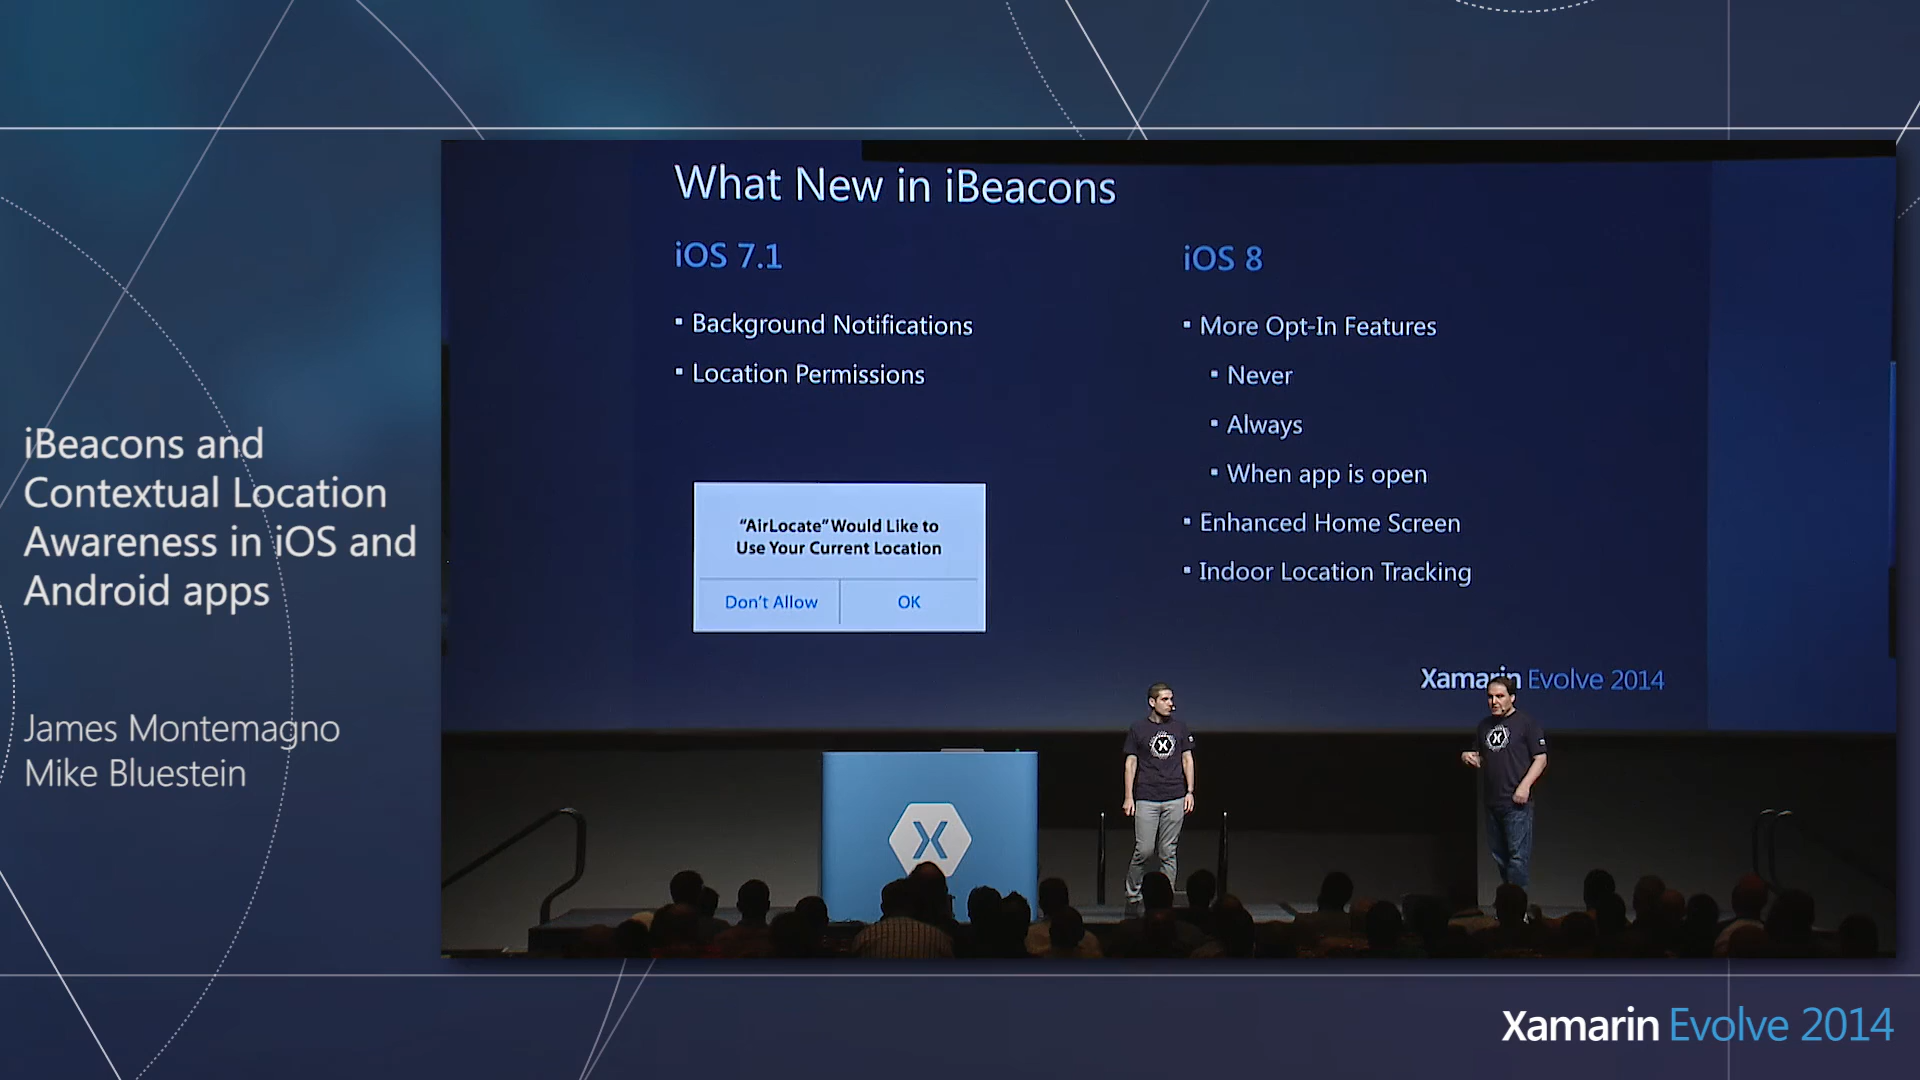 What New in iBeacons
iOS 7.1
▪ Background Notifications
▪ Location Permissions
“AirLocate” Would Like to
Use Your Current Location
Don’t Allow
OK
iOS 8
▪ More Opt-In Features
▪ Never
▪ Always
▪ When app is open
▪ Enhanced Home Screen
▪ Indoor Location Tracking
Xamarin Evolve 2014
iBeacons and
Contextual Location
Awareness in iOS and
Android apps
James Montemagno
Mike Bluestein
Xamarin Evolve 2014